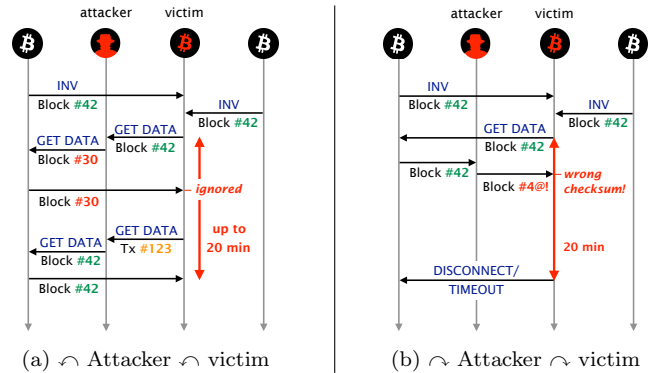 attacker victim
INV
Block #42
INV
Block #42
GET DATA
Block #42
GET DATA
Block #30
ignored
Block #30
up to
20 min
GET DATA
Tx #123
GET DATA
Block #42
Block #42
(a) ↶ Attacker ↶ victim
attacker victim
INV
Block #42
INV
Block #42
GET DATA
Block #42
Block #42
Block #4@!
wrong
checksum!
20 min
DISCONNECT/
TIMEOUT
(b) ↷ Attacker ↷ victim